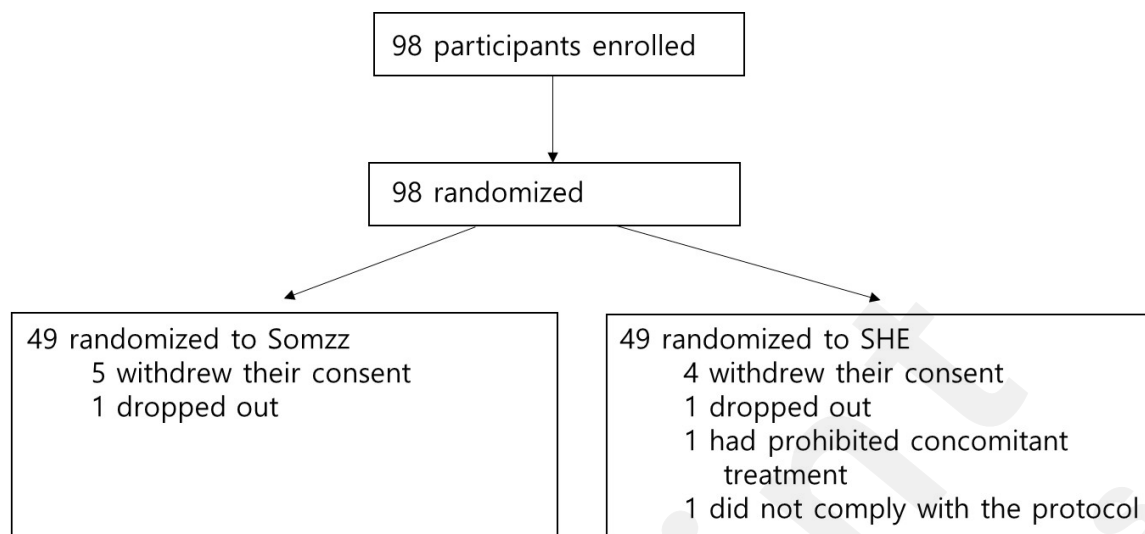 98 participants enrolled
98 randomized
49 randomized to Somzz
5 withdrew their consent
1 dropped out
49 randomized to SHE
4 withdrew their consent
1 dropped out
1 had prohibited concomitant
treatment
1 did not comply with the protocol